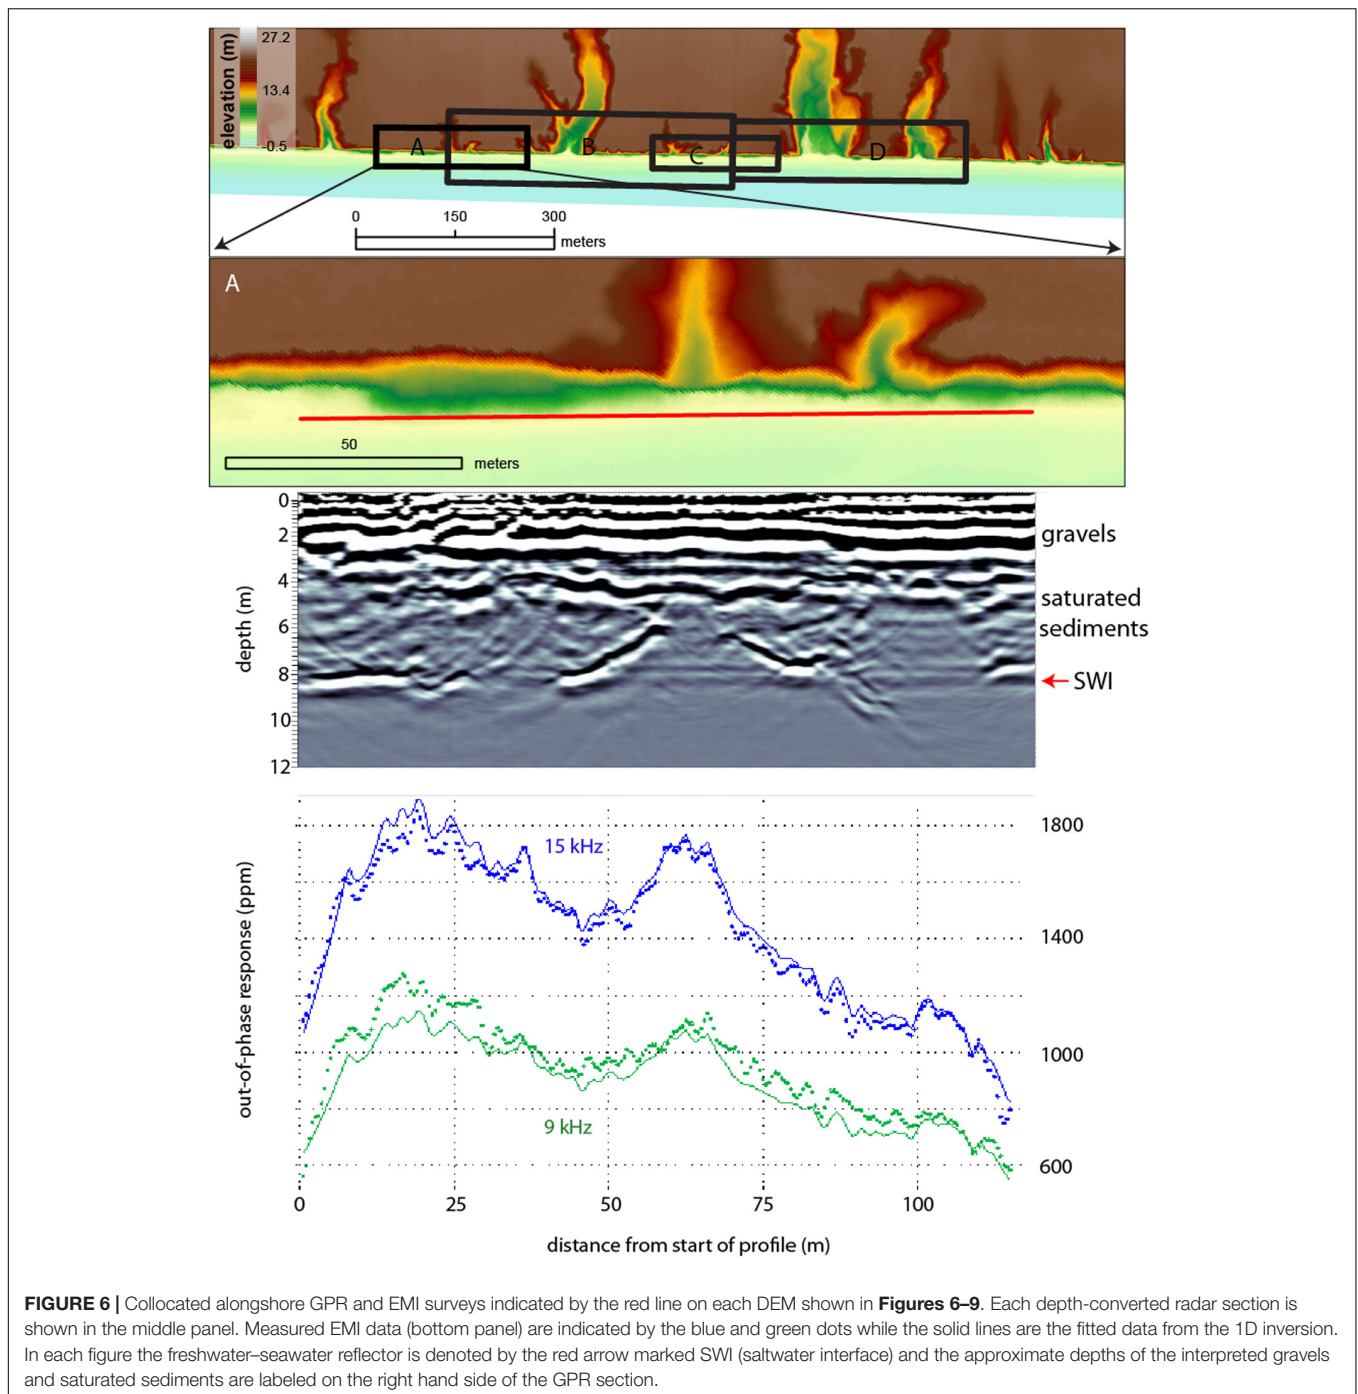 elevation (m)
27.2
13.4
-0.5
A
B
C
D
0 150 300
meters
A
50
meters
0
2
4
6
8
10
12
depth (m)
gravels
saturated
sediments
SWI
15 kHz
9 kHz
out-of-phase response (ppm)
1800
1400
1000
600
0 25 50 75 100
distance from start of profile (m)
FIGURE 6 | Collocated alongshore GPR and EMI surveys indicated by the red line on each DEM shown in Figures 6–9. Each depth-converted radar section is
shown in the middle panel. Measured EMI data (bottom panel) are indicated by the blue and green dots while the solid lines are the fitted data from the 1D inversion.
In each figure the freshwater–seawater reflector is denoted by the red arrow marked SWI (saltwater interface) and the approximate depths of the interpreted gravels
and saturated sediments are labeled on the right hand side of the GPR section.